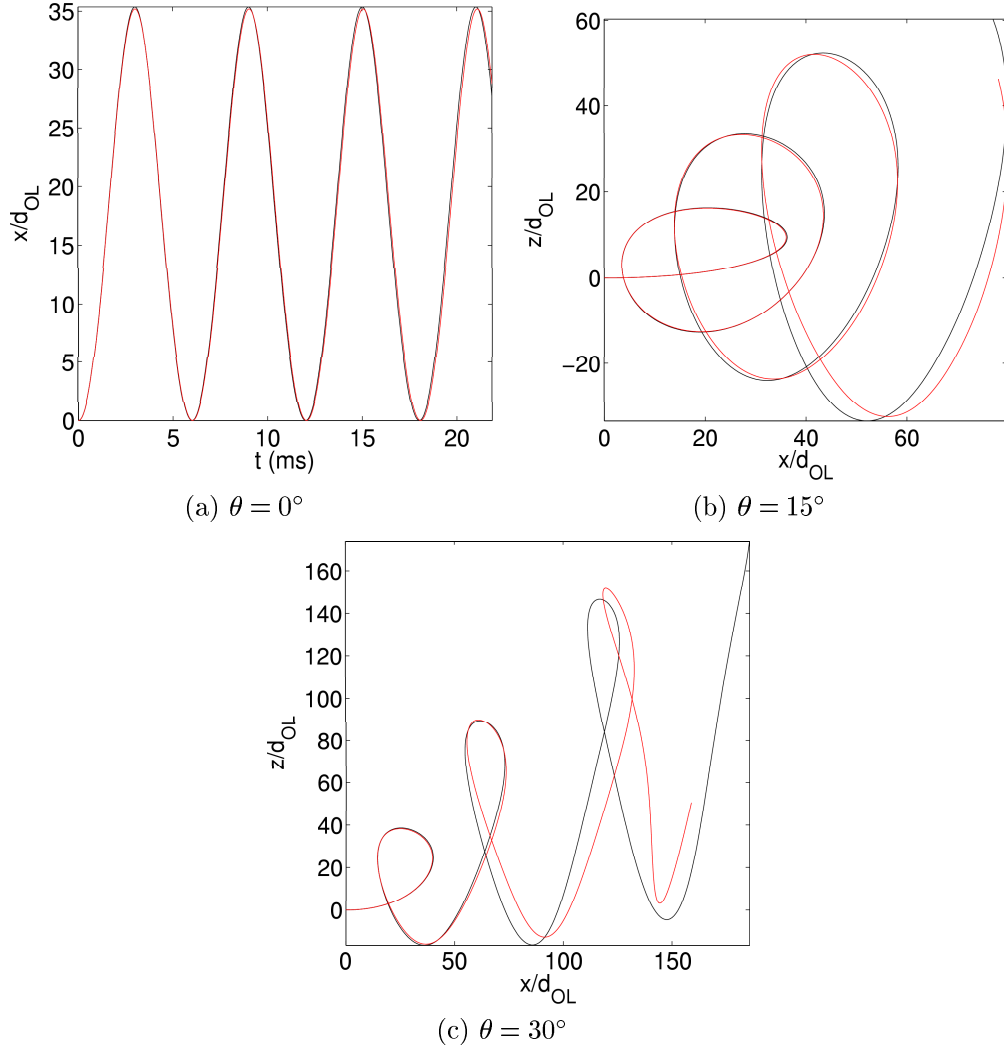 35
30
25
20
15
10
5
0
x/d_OL
0 5 10 15 20
t (ms)
(a) θ = 0°
60
40
20
0
−20
z/d_OL
0 20 40 60
x/d_OL
(b) θ = 15°
160
140
120
100
80
60
40
20
0
z/d_OL
0 50 100 150
x/d_OL
(c) θ = 30°